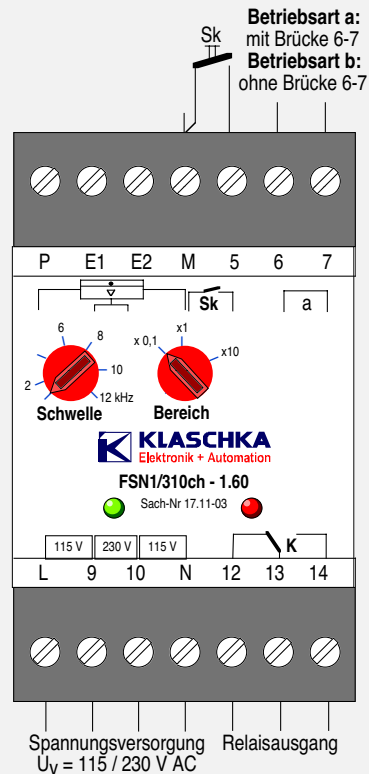 Betriebsart a:
mit Brücke 6-7
Betriebsart b:
ohne Brücke 6-7
Sk
P E1 E2 M 5 6 7
Sk
a
2 6 8 10 12 kHz
Schwelle
x 0,1 x1 x10
Bereich
KLASCHKA
Elektronik + Automation
FSN1/310ch - 1.60
Sach-Nr 17.11-03
115 V 230 V 115 V
K
L 9 10 N 12 13 14
Spannungsversorgung
Uv = 115 / 230 V AC
Relaisausgang